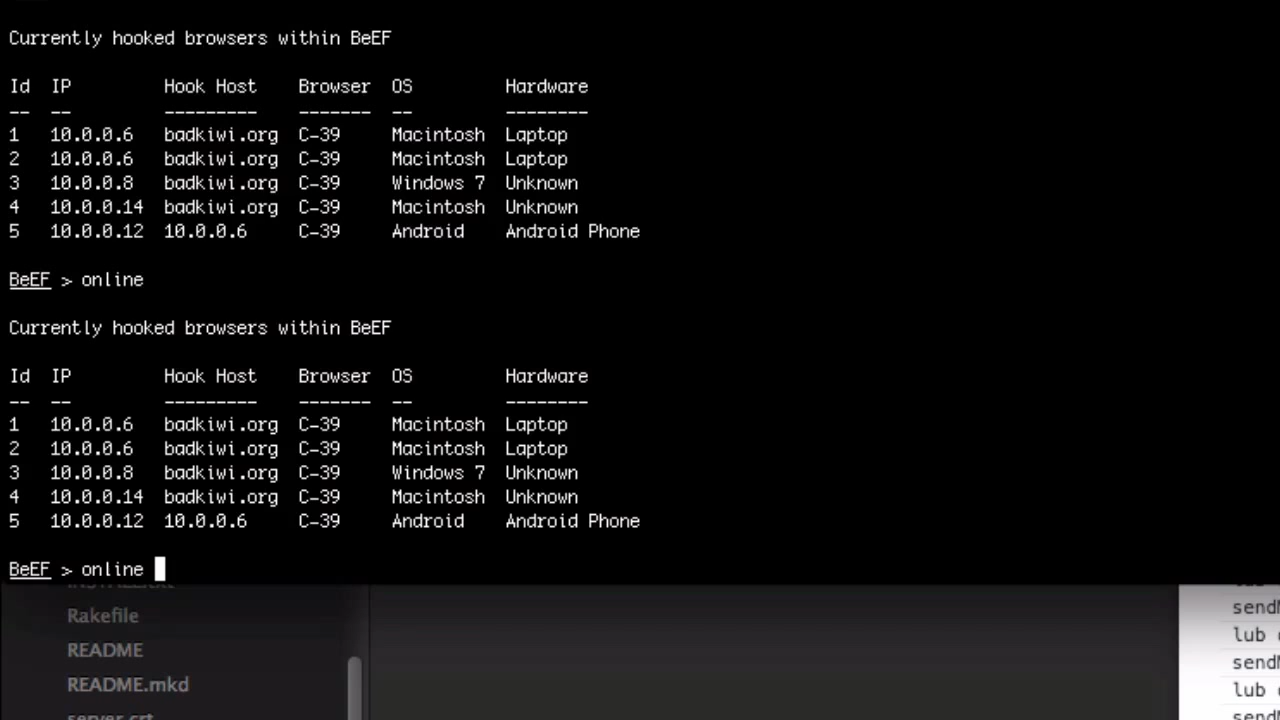 Currently hooked browsers within BeEF
Id IP Hook Host Browser OS Hardware
-- -- --------- ------- -- --------
1 10.0.0.6 badkiwi.org C-39 Macintosh Laptop
2 10.0.0.6 badkiwi.org C-39 Macintosh Laptop
3 10.0.0.8 badkiwi.org C-39 Windows 7 Unknown
4 10.0.0.14 badkiwi.org C-39 Macintosh Unknown
5 10.0.0.12 10.0.0.6 C-39 Android Android Phone
BeEF > online
Currently hooked browsers within BeEF
Id IP Hook Host Browser OS Hardware
-- -- --------- ------- -- --------
1 10.0.0.6 badkiwi.org C-39 Macintosh Laptop
2 10.0.0.6 badkiwi.org C-39 Macintosh Laptop
3 10.0.0.8 badkiwi.org C-39 Windows 7 Unknown
4 10.0.0.14 badkiwi.org C-39 Macintosh Unknown
5 10.0.0.12 10.0.0.6 C-39 Android Android Phone
BeEF > online
Rakefile
README
README.mkd
server.crt
lub
lub